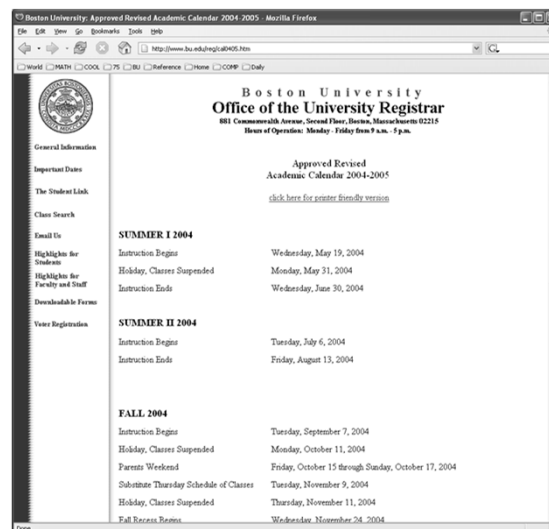 Boston University: Approved Revised Academic Calendar 2004-2005 - Mozilla Firefox
File Edit View Go Bookmarks Tools Help
http://www.bu.edu/reg/cal0405.htm
World MATH COOL 75 BU Reference Home COMP Daily
Boston University
Office of the University Registrar
881 Commonwealth Avenue, Second Floor, Boston, Massachusetts 02215
Hours of Operation: Monday - Friday from 9 a.m. - 5 p.m.
General Information
Important Dates
The Student Link
Class Search
Email Us
Highlights for
Students
Highlights for
Faculty and Staff
Downloadable Forms
Voter Registration
Approved Revised
Academic Calendar 2004-2005
click here for printer friendly version
SUMMER I 2004
Instruction Begins Wednesday, May 19, 2004
Holiday, Classes Suspended Monday, May 31, 2004
Instruction Ends Wednesday, June 30, 2004
SUMMER II 2004
Instruction Begins Tuesday, July 6, 2004
Instruction Ends Friday, August 13, 2004
FALL 2004
Instruction Begins Tuesday, September 7, 2004
Holiday, Classes Suspended Monday, October 11, 2004
Parents Weekend Friday, October 15 through Sunday, October 17, 2004
Substitute Thursday Schedule of Classes Tuesday, November 9, 2004
Holiday, Classes Suspended Thursday, November 11, 2004
Fall Recess Begins Wednesday, November 24, 2004
Done